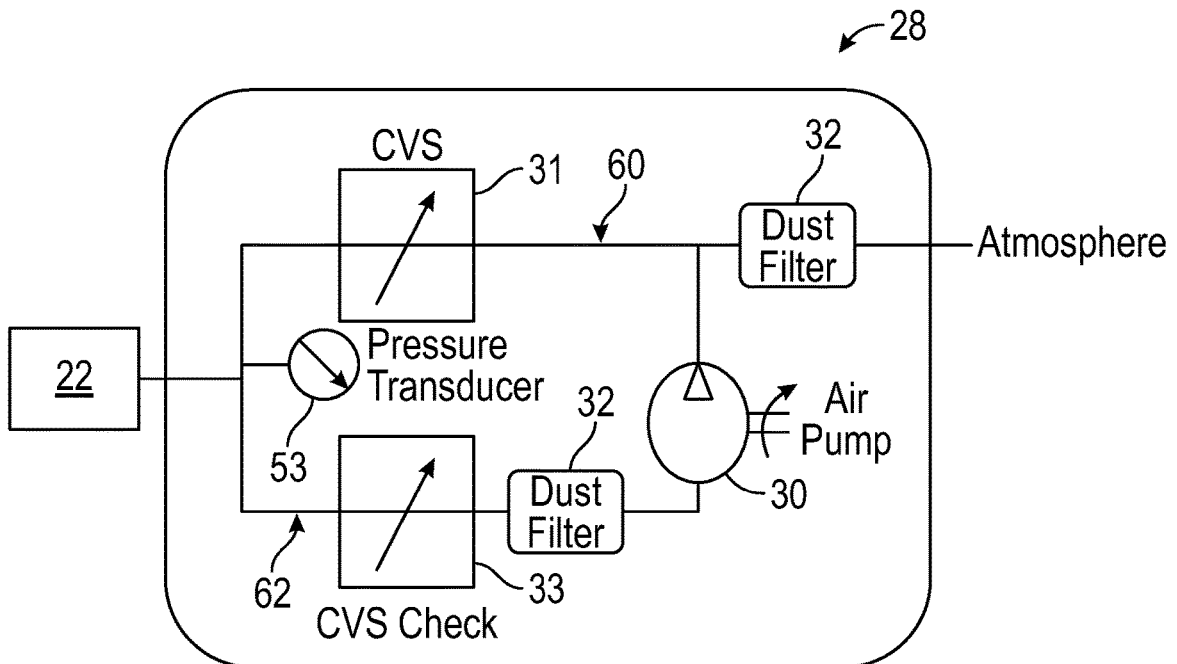 28
CVS
31
60
32
Dust
Filter
Atmosphere
22
Pressure
Transducer
53
32
Air
Pump
Dust
Filter
30
62
33
CVS Check